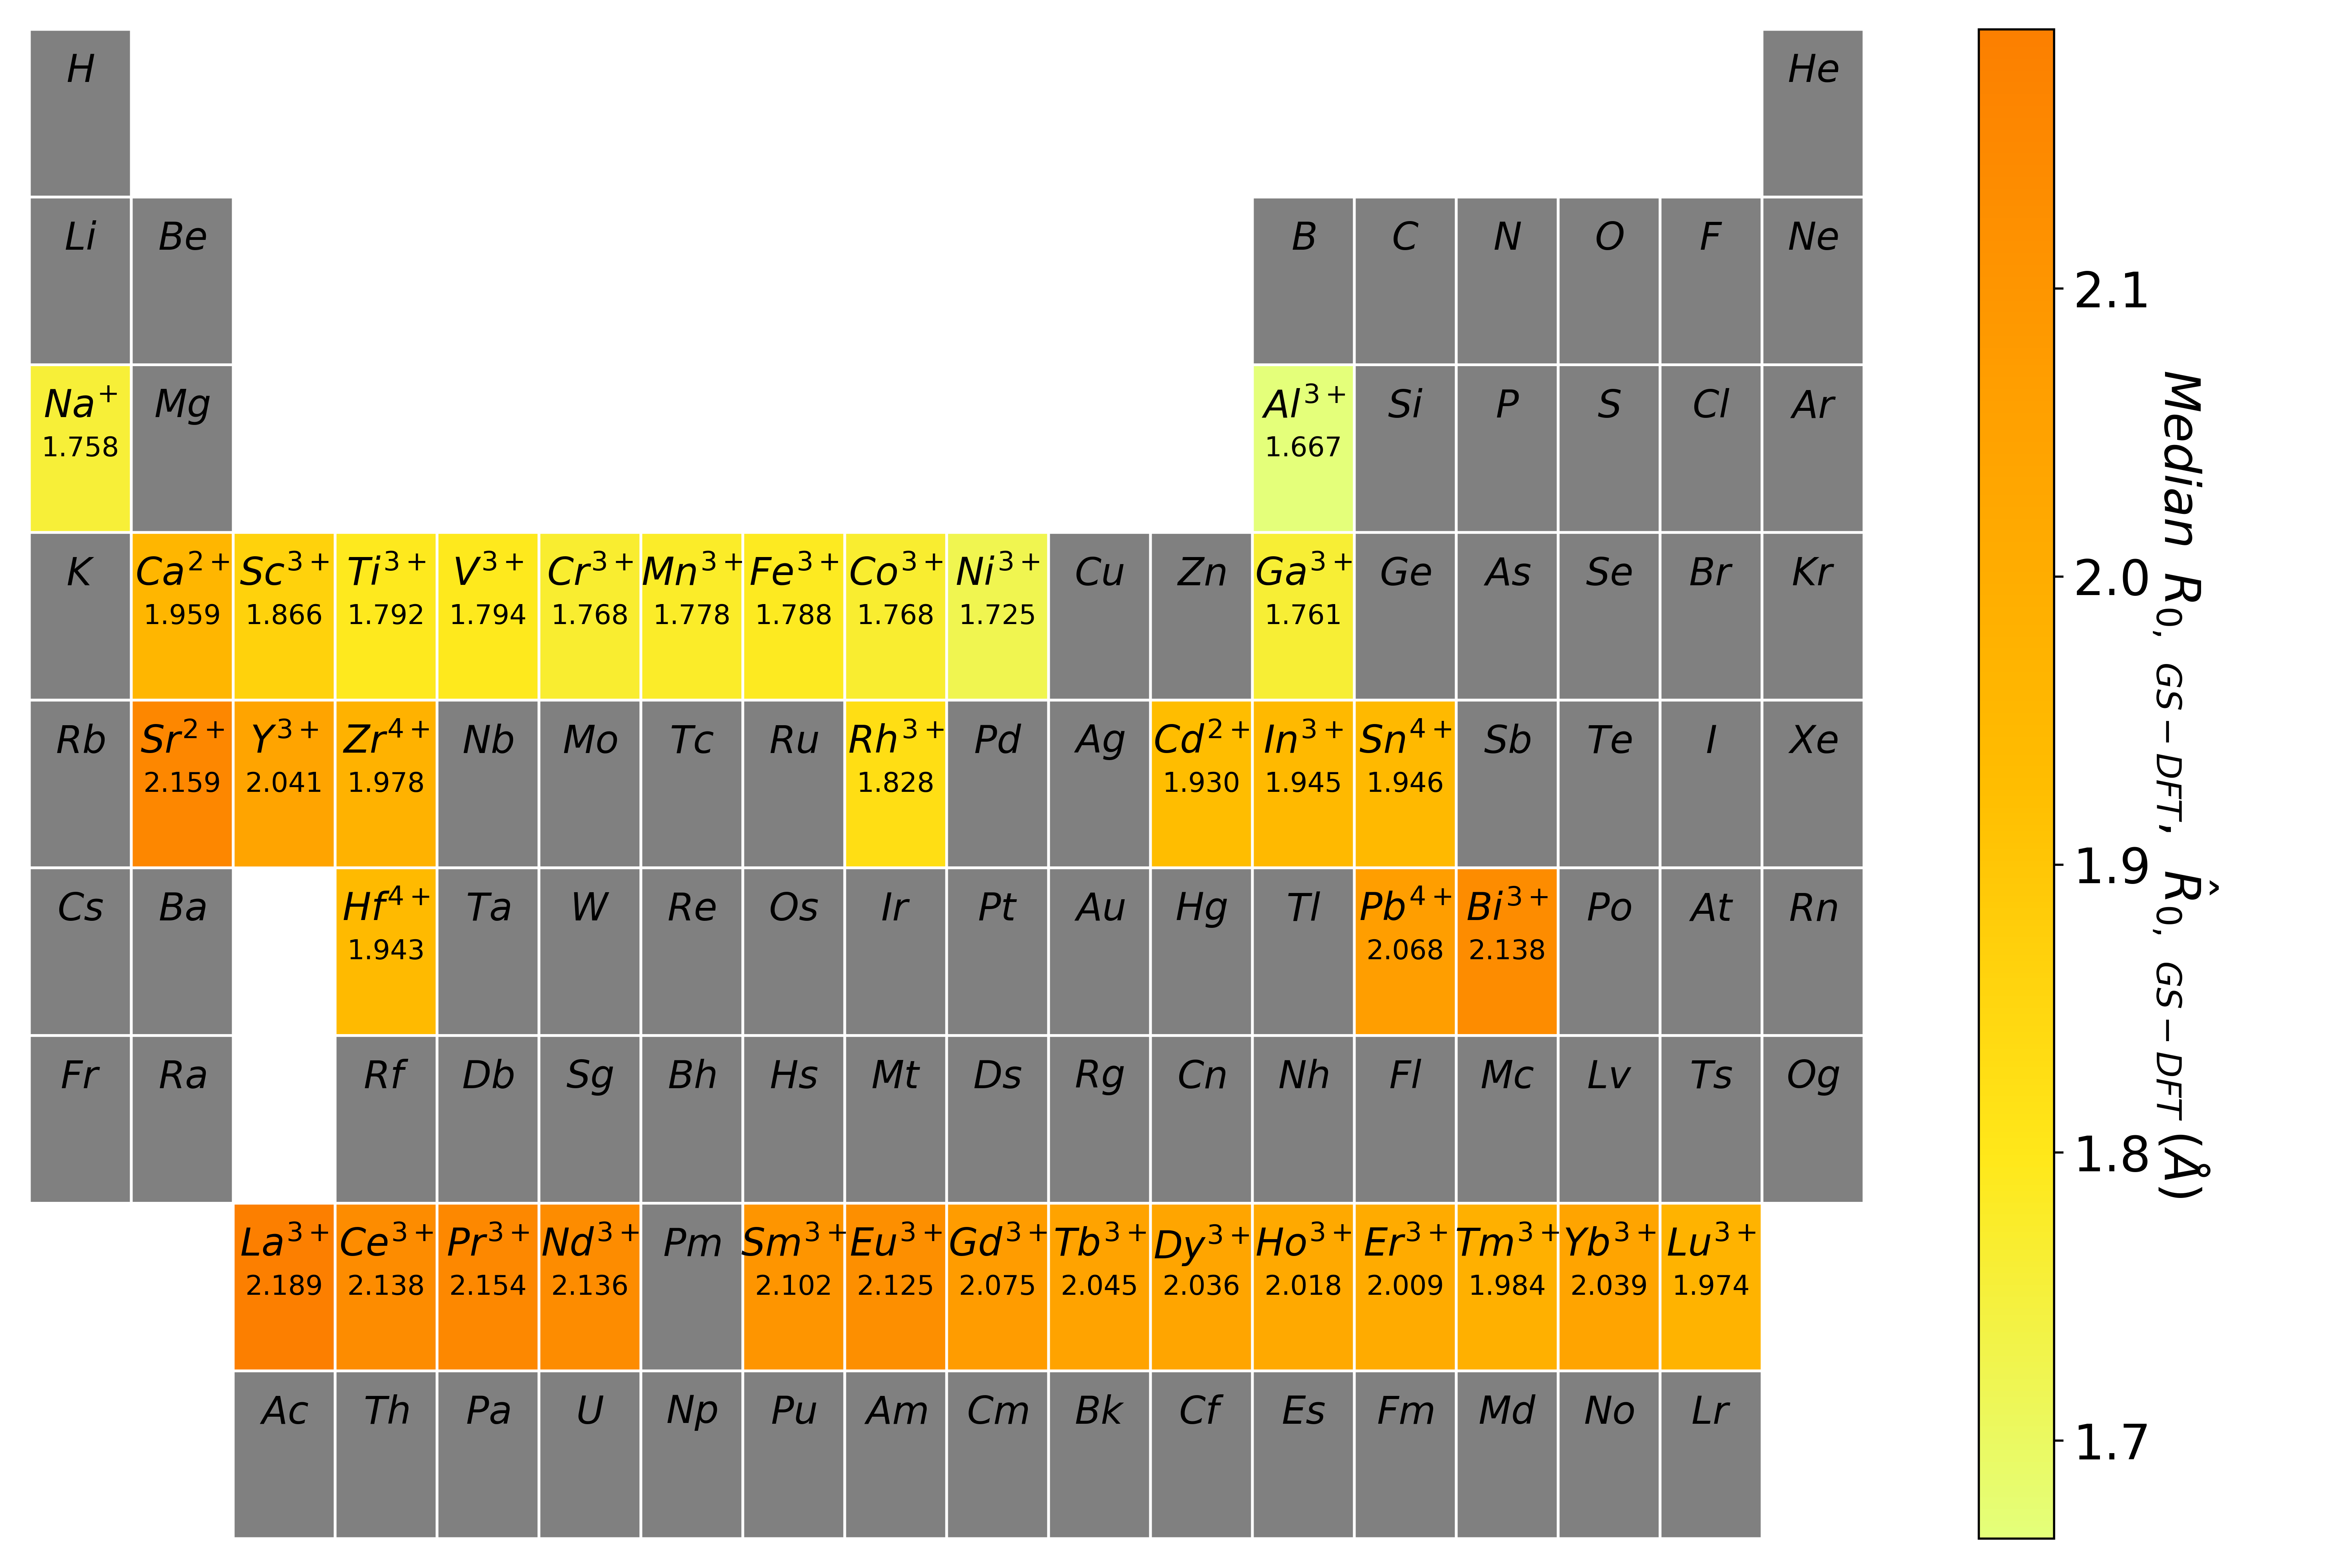 H He
Li Be B C N O F Ne
Na⁺ Mg Al³⁺ Si P S Cl Ar
1.758 1.667
K Ca²⁺ Sc³⁺ Ti³⁺ V³⁺ Cr³⁺ Mn³⁺ Fe³⁺ Co³⁺ Ni³⁺ Cu Zn Ga³⁺ Ge As Se Br Kr
1.959 1.866 1.792 1.794 1.768 1.778 1.788 1.768 1.725 1.761
Rb Sr²⁺ Y³⁺ Zr⁴⁺ Nb Mo Tc Ru Rh³⁺ Pd Ag Cd²⁺ In³⁺ Sn⁴⁺ Sb Te I Xe
2.159 2.041 1.978 1.828 1.930 1.945 1.946
Cs Ba Hf⁴⁺ Ta W Re Os Ir Pt Au Hg Tl Pb⁴⁺ Bi³⁺ Po At Rn
1.943 2.068 2.138
Fr Ra Rf Db Sg Bh Hs Mt Ds Rg Cn Nh Fl Mc Lv Ts Og
La³⁺ Ce³⁺ Pr³⁺ Nd³⁺ Pm Sm³⁺ Eu³⁺ Gd³⁺ Tb³⁺ Dy³⁺ Ho³⁺ Er³⁺ Tm³⁺ Yb³⁺ Lu³⁺
2.189 2.138 2.154 2.136 2.102 2.125 2.075 2.045 2.036 2.018 2.009 1.984 2.039 1.974
Ac Th Pa U Np Pu Am Cm Bk Cf Es Fm Md No Lr
2.1
2.0
1.9
1.8
1.7
Median R₀, GS−DFT, R̂₀, GS−DFT (Å)